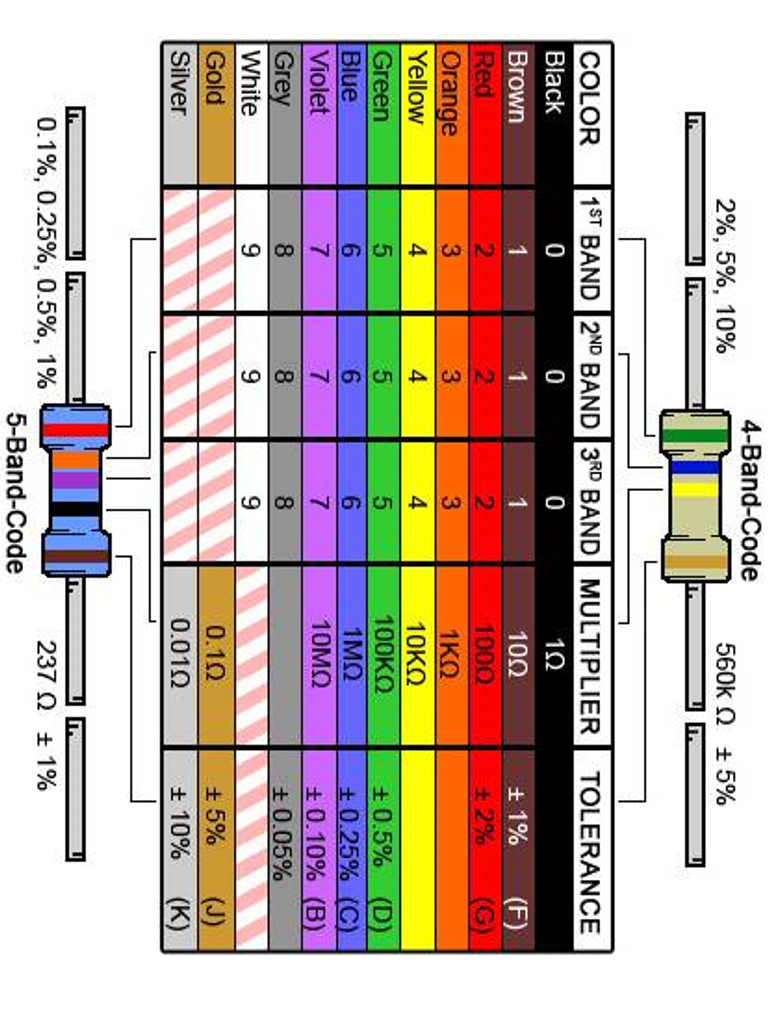 4-Band-Code
2%, 5%, 10%
560k Ω ± 5%
COLOR 1ST BAND 2ND BAND 3RD BAND MULTIPLIER TOLERANCE
Black 0 0 0 1Ω
Brown 1 1 1 10Ω ± 1% (F)
Red 2 2 2 100Ω ± 2% (G)
Orange 3 3 3 1KΩ
Yellow 4 4 4 10KΩ
Green 5 5 5 100KΩ ± 0.5% (D)
Blue 6 6 6 1MΩ ± 0.25% (C)
Violet 7 7 7 10MΩ ± 0.10% (B)
Grey 8 8 8 ± 0.05%
White 9 9 9
Gold 0.1Ω ± 5% (J)
Silver 0.01Ω ± 10% (K)
0.1%, 0.25%, 0.5%, 1%
237 Ω ± 1%
5-Band-Code